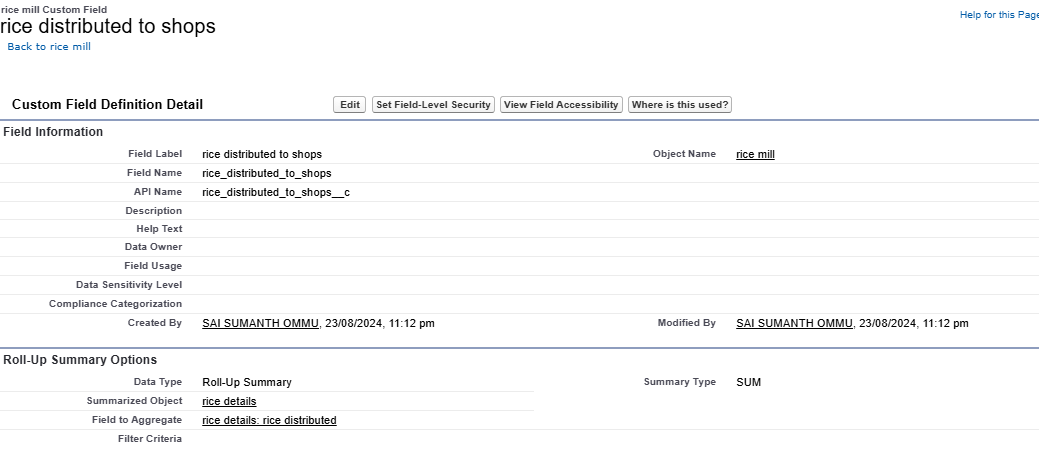 rice mill Custom Field
rice distributed to shops
Help for this Page
Back to rice mill
Custom Field Definition Detail
Edit Set Field-Level Security View Field Accessibility Where is this used?
Field Information
Field Label rice distributed to shops Object Name rice mill
Field Name rice_distributed_to_shops
API Name rice_distributed_to_shops__c
Description
Help Text
Data Owner
Field Usage
Data Sensitivity Level
Compliance Categorization
Created By SAI SUMANTH OMMU, 23/08/2024, 11:12 pm Modified By SAI SUMANTH OMMU, 23/08/2024, 11:12 pm
Roll-Up Summary Options
Data Type Roll-Up Summary Summary Type SUM
Summarized Object rice details
Field to Aggregate rice details: rice distributed
Filter Criteria